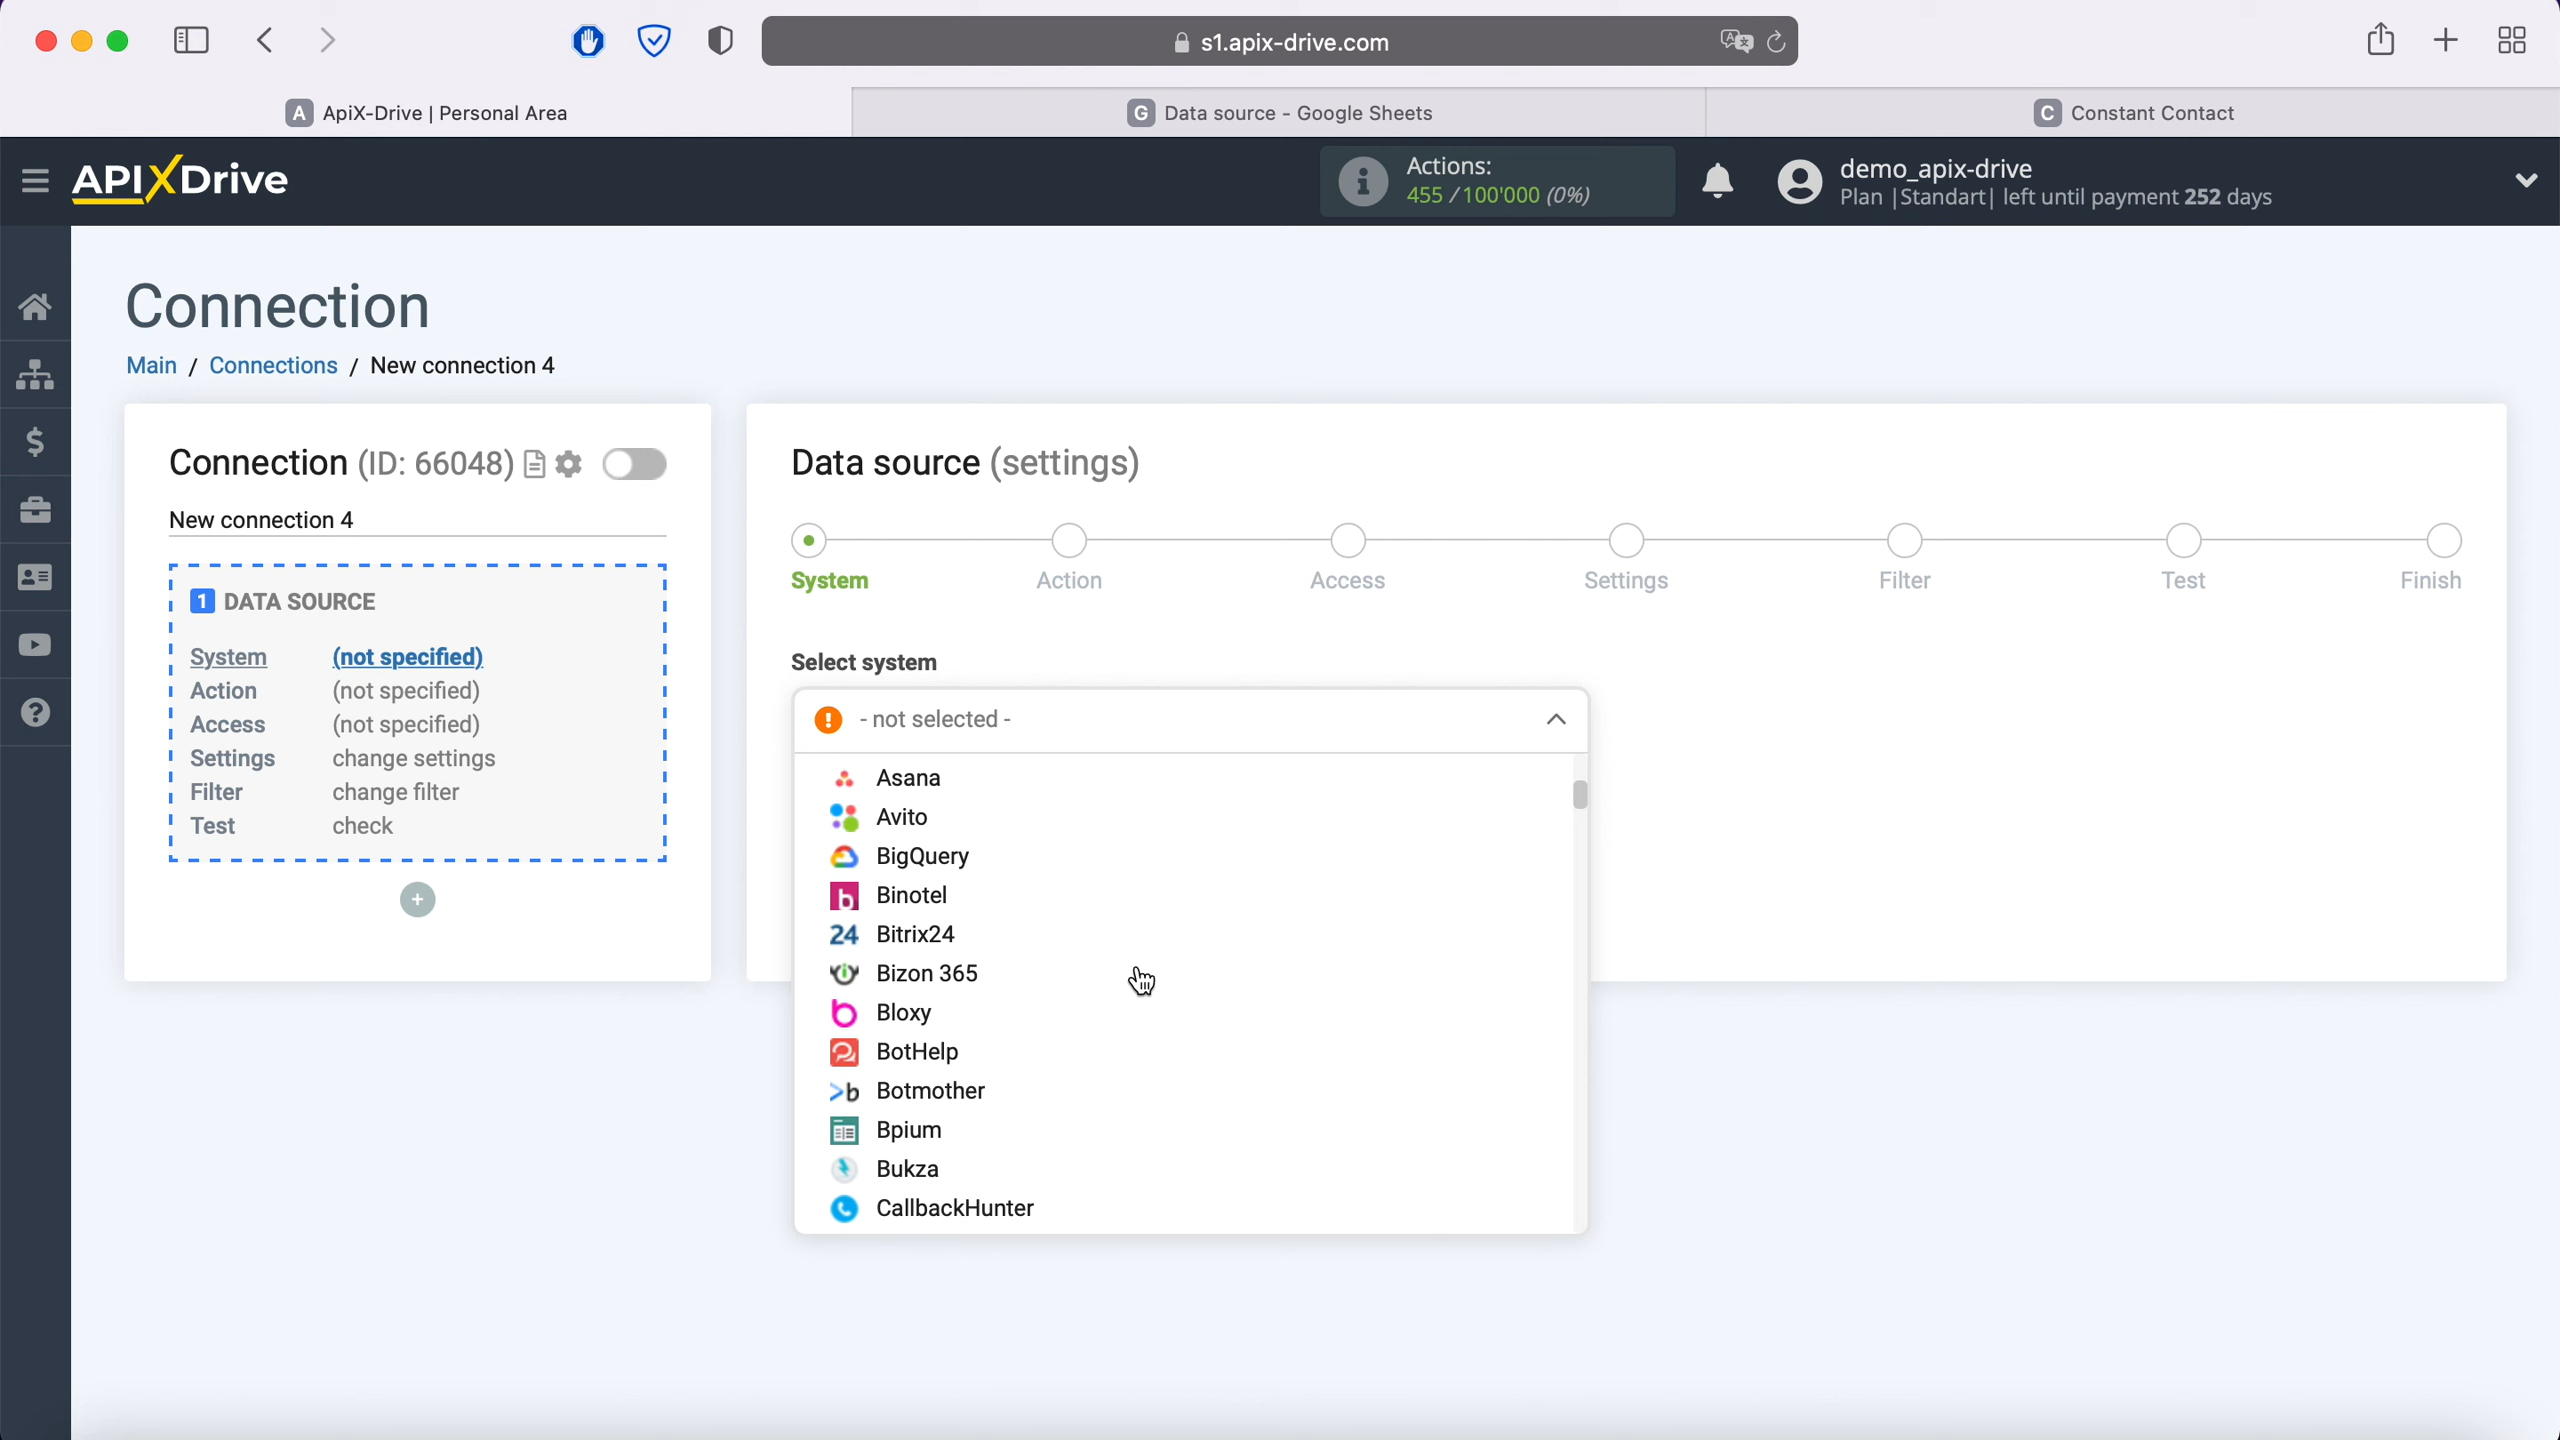 s1.apix-drive.com
A ApiX-Drive | Personal Area
G Data source - Google Sheets
C Constant Contact
APIXDrive
Actions:
455 / 100'000 (0%)
demo_apix-drive
Plan |Standart| left until payment 252 days
Connection
Main / Connections / New connection 4
Connection (ID: 66048)
New connection 4
1 DATA SOURCE
System (not specified)
Action (not specified)
Access (not specified)
Settings change settings
Filter change filter
Test check
+
Data source (settings)
System
Action
Access
Settings
Filter
Test
Finish
Select system
- not selected -
Asana
Avito
BigQuery
b Binotel
24 Bitrix24
Bizon 365
b Bloxy
BotHelp
>b Botmother
Bpium
Bukza
CallbackHunter